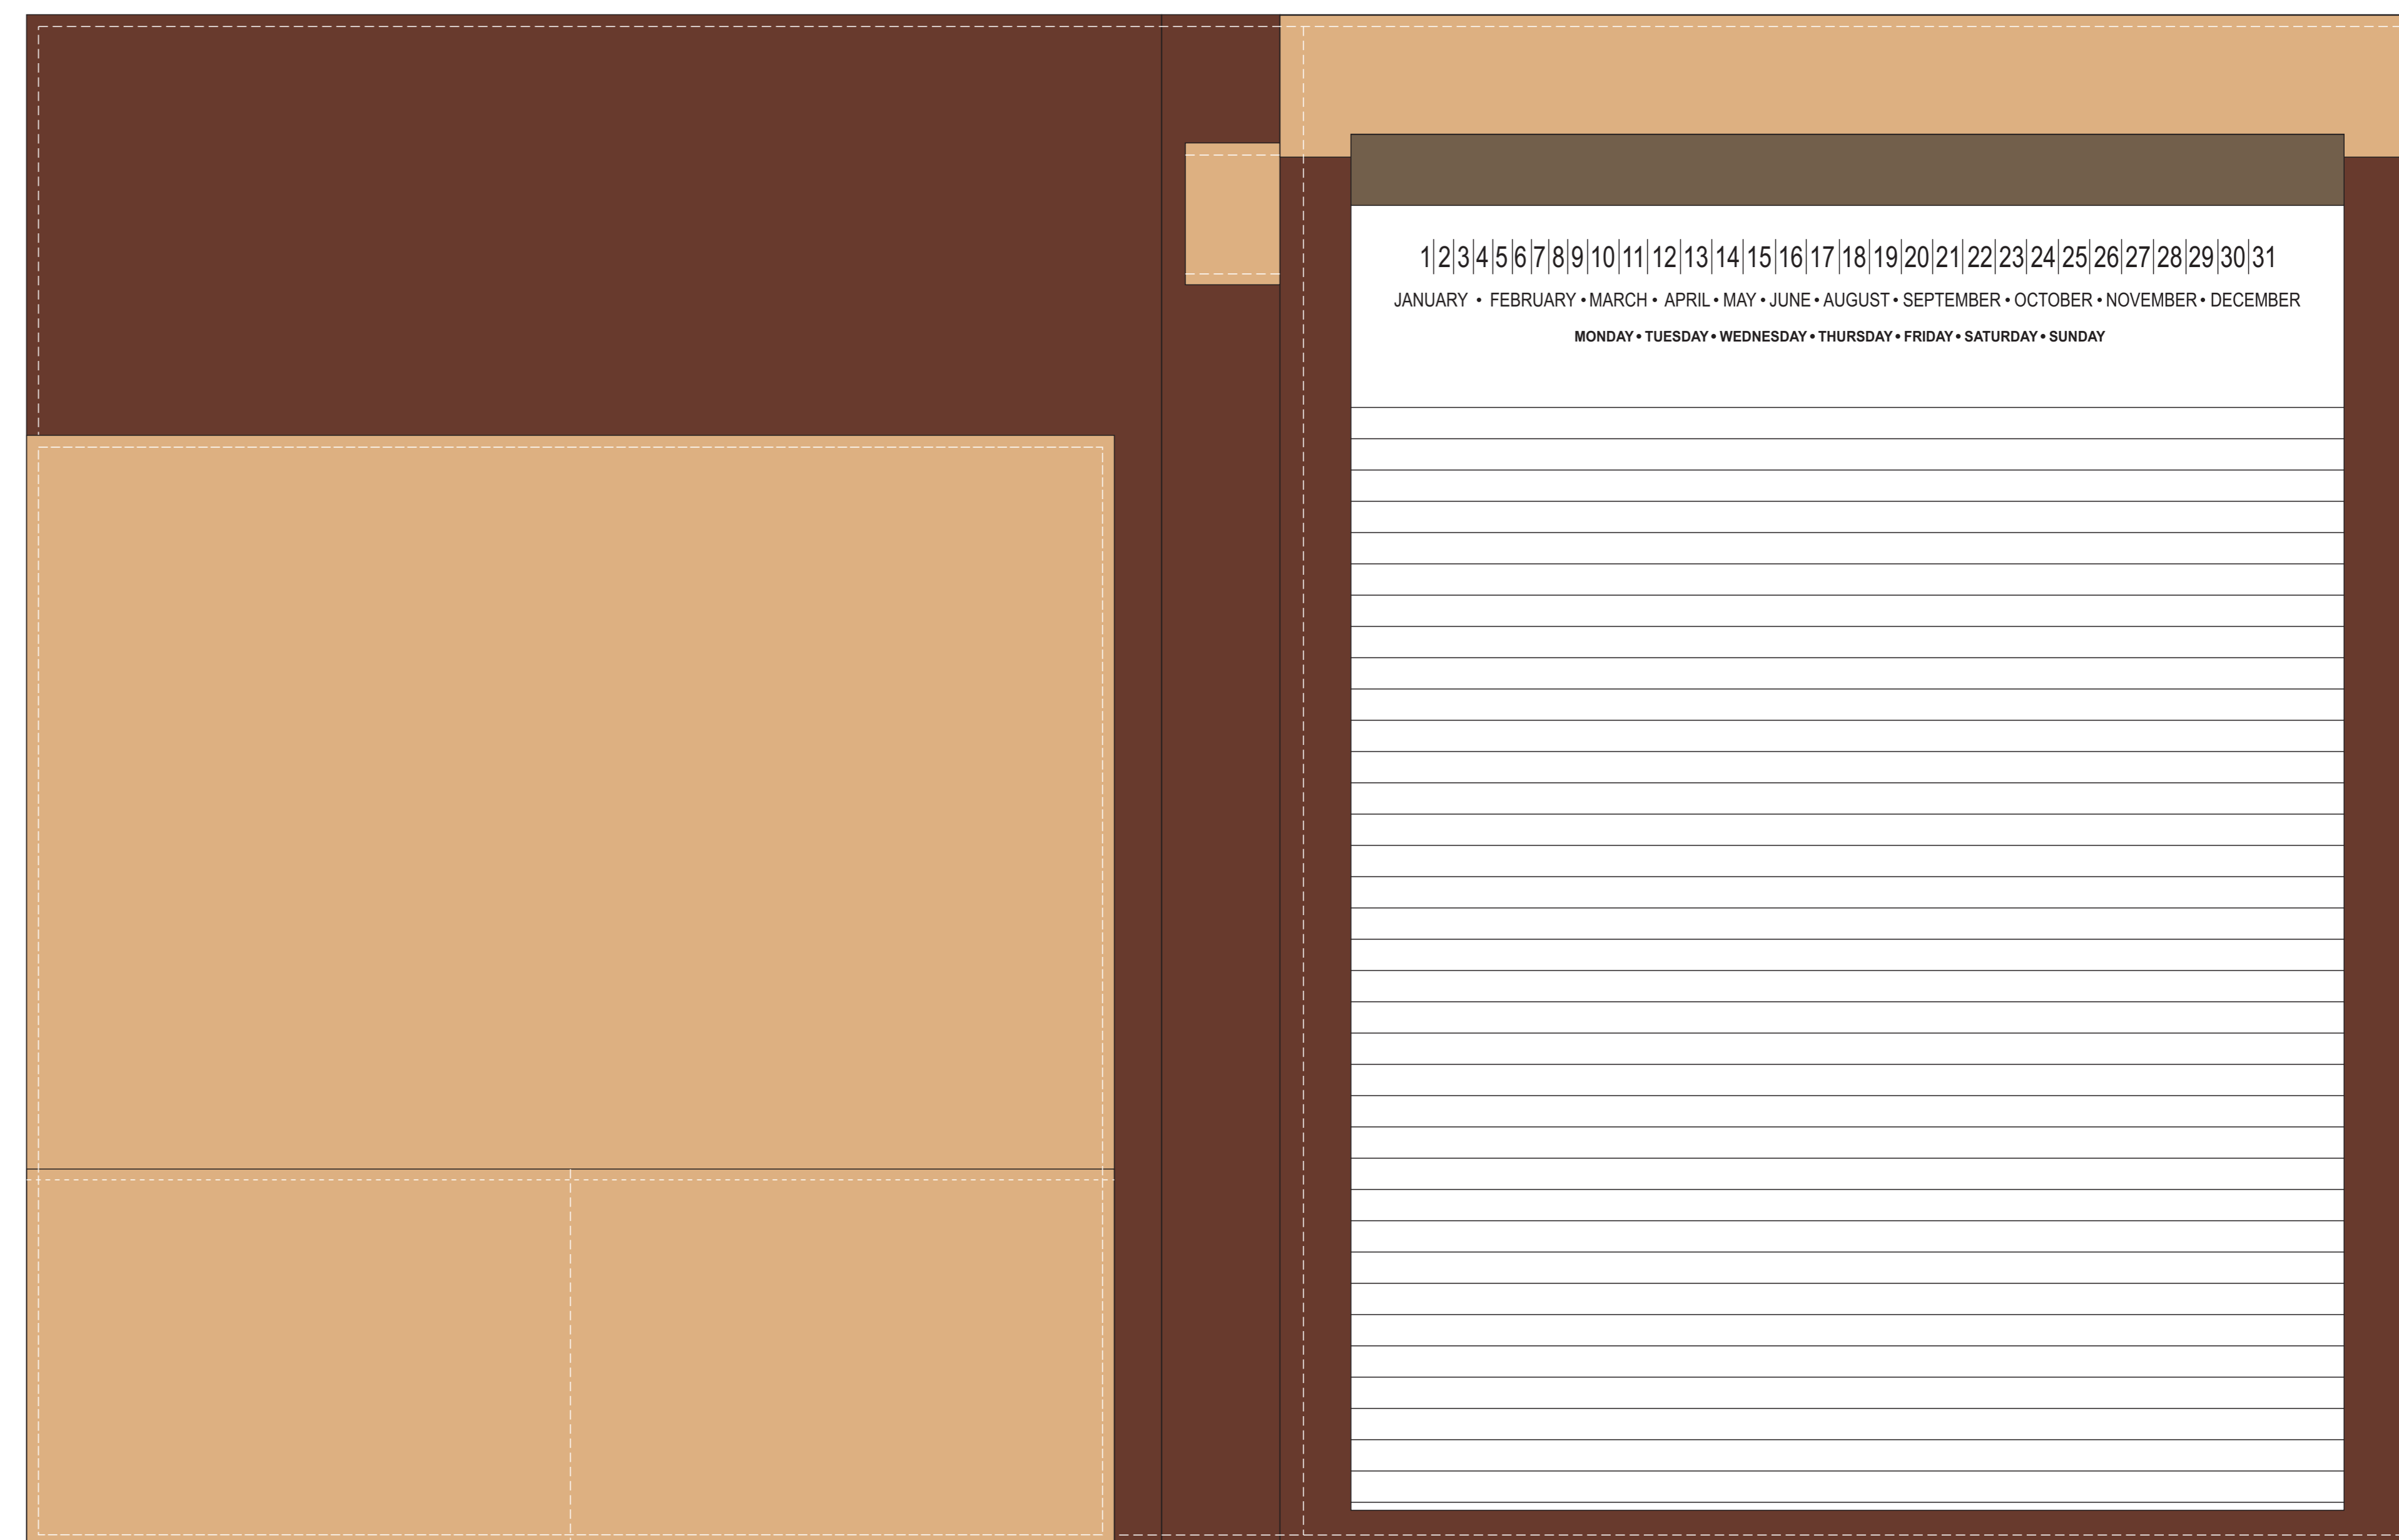 1|2|3|4|5|6|7|8|9|10|11|12|13|14|15|16|17|18|19|20|21|22|23|24|25|26|27|28|29|30|31
JANUARY • FEBRUARY • MARCH • APRIL • MAY • JUNE • AUGUST • SEPTEMBER • OCTOBER • NOVEMBER • DECEMBER
MONDAY • TUESDAY • WEDNESDAY • THURSDAY • FRIDAY • SATURDAY • SUNDAY